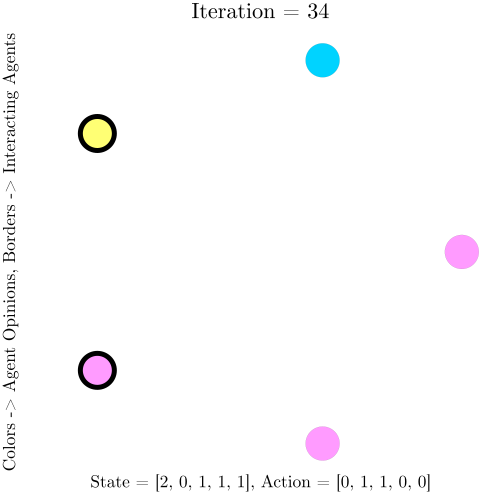 Iteration = 34
Colors -> Agent Opinions, Borders -> Interacting Agents
State = [2, 0, 1, 1, 1], Action = [0, 1, 1, 0, 0]